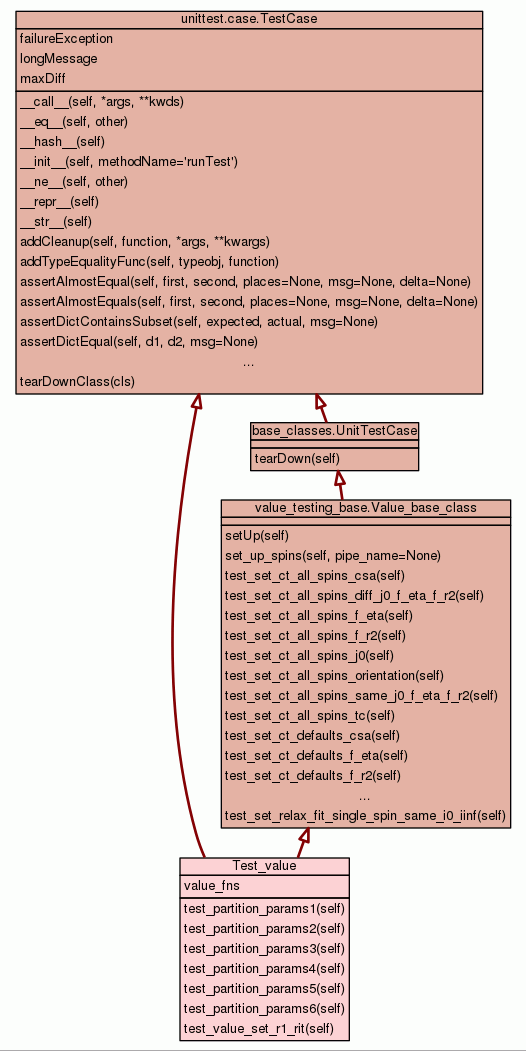 unittest.case.TestCase
failureException
longMessage
maxDiff
__call__(self, *args, **kwds)
__eq__(self, other)
__hash__(self)
__init__(self, methodName='runTest')
__ne__(self, other)
__repr__(self)
__str__(self)
addCleanup(self, function, *args, **kwargs)
addTypeEqualityFunc(self, typeobj, function)
assertAlmostEqual(self, first, second, places=None, msg=None, delta=None)
assertAlmostEquals(self, first, second, places=None, msg=None, delta=None)
assertDictContainsSubset(self, expected, actual, msg=None)
assertDictEqual(self, d1, d2, msg=None)
...
tearDownClass(cls)
base_classes.UnitTestCase
tearDown(self)
value_testing_base.Value_base_class
setUp(self)
set_up_spins(self, pipe_name=None)
test_set_ct_all_spins_csa(self)
test_set_ct_all_spins_diff_j0_f_eta_f_r2(self)
test_set_ct_all_spins_f_eta(self)
test_set_ct_all_spins_f_r2(self)
test_set_ct_all_spins_j0(self)
test_set_ct_all_spins_orientation(self)
test_set_ct_all_spins_same_j0_f_eta_f_r2(self)
test_set_ct_all_spins_tc(self)
test_set_ct_defaults_csa(self)
test_set_ct_defaults_f_eta(self)
test_set_ct_defaults_f_r2(self)
...
test_set_relax_fit_single_spin_same_i0_iinf(self)
Test_value
value_fns
test_partition_params1(self)
test_partition_params2(self)
test_partition_params3(self)
test_partition_params4(self)
test_partition_params5(self)
test_partition_params6(self)
test_value_set_r1_rit(self)